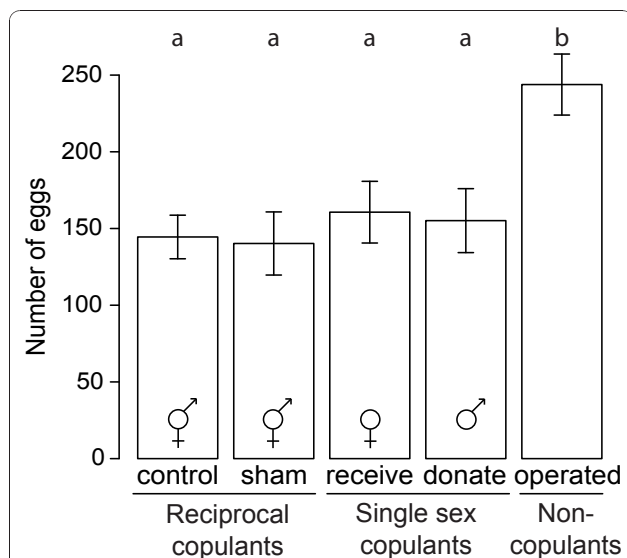 a a a a b
250
200
150
100
50
0
Number of eggs
control sham receive donate operated
Reciprocal copulants
Single sex copulants
Non-copulants